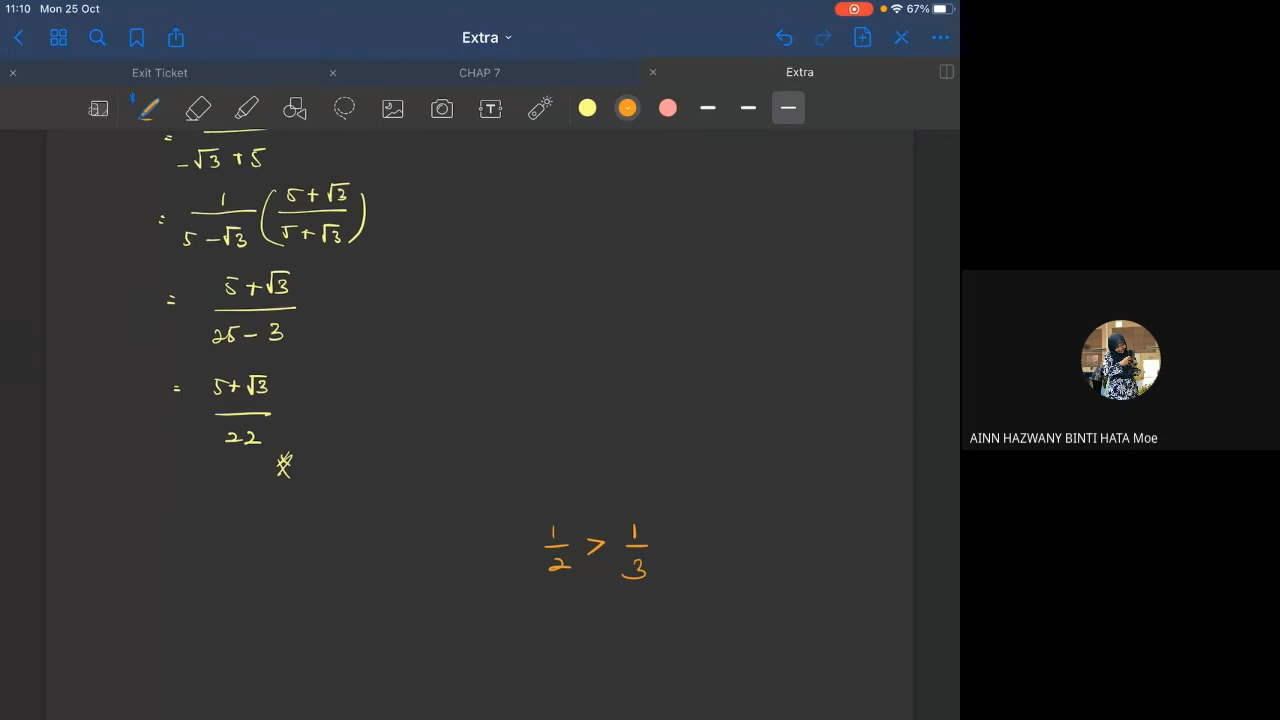 11:10 Mon 25 Oct 67%
Extra
Exit Ticket CHAP 7 Extra
T
=
-√3 + 5
= 1/(5 - √3) ((5 + √3)/(5 + √3))
= (5 + √3)/(25 - 3)
= (5 + √3)/22
AINN HAZWANY BINTI HATA Moe
1/2 > 1/3